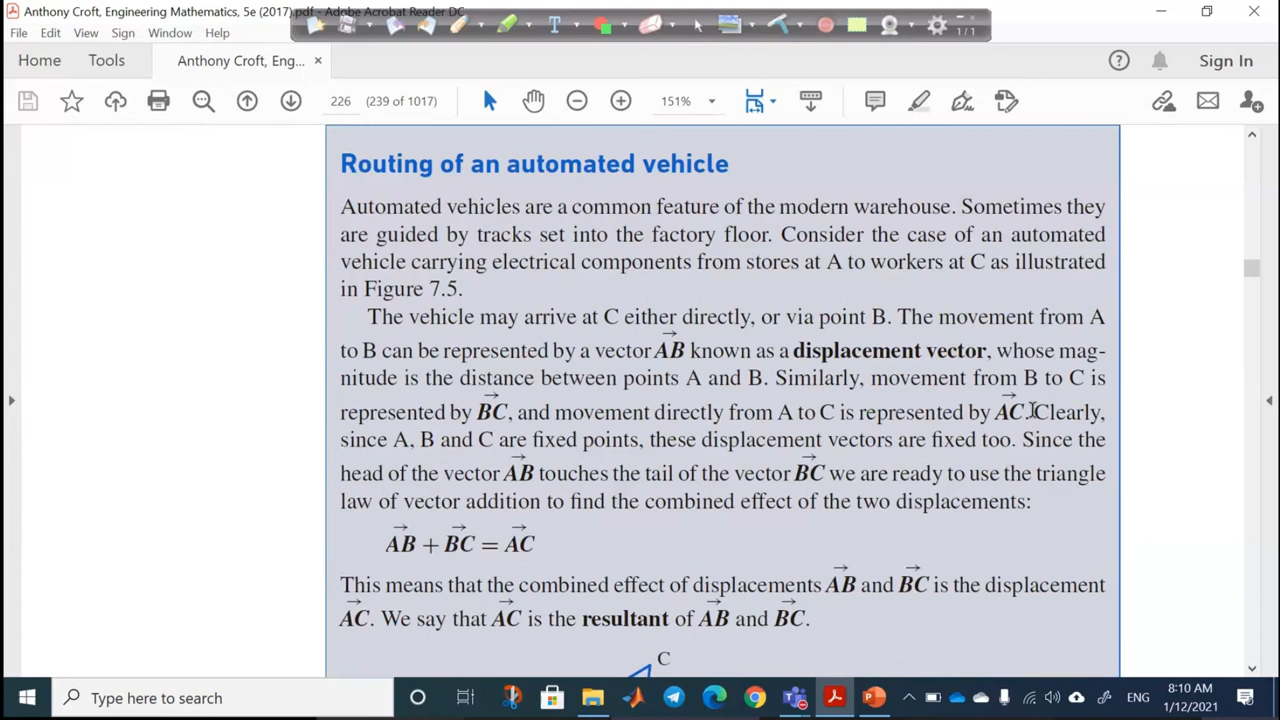 Anthony Croft, Engineering Mathematics, 5e (2017).pdf - Adobe Acrobat Reader DC
1/1
File Edit View Sign Window Help
Home Tools Anthony Croft, Eng... × Sign In
226 (239 of 1017) 151%
Routing of an automated vehicle
Automated vehicles are a common feature of the modern warehouse. Sometimes they
are guided by tracks set into the factory floor. Consider the case of an automated
vehicle carrying electrical components from stores at A to workers at C as illustrated
in Figure 7.5.
The vehicle may arrive at C either directly, or via point B. The movement from A
to B can be represented by a vector →AB known as a displacement vector, whose mag-
nitude is the distance between points A and B. Similarly, movement from B to C is
represented by →BC, and movement directly from A to C is represented by →AC. Clearly,
since A, B and C are fixed points, these displacement vectors are fixed too. Since the
head of the vector →AB touches the tail of the vector →BC we are ready to use the triangle
law of vector addition to find the combined effect of the two displacements:
→AB + →BC = →AC
This means that the combined effect of displacements →AB and →BC is the displacement
→AC. We say that →AC is the resultant of →AB and →BC.
C
Type here to search
ENG
8:10 AM
1/12/2021